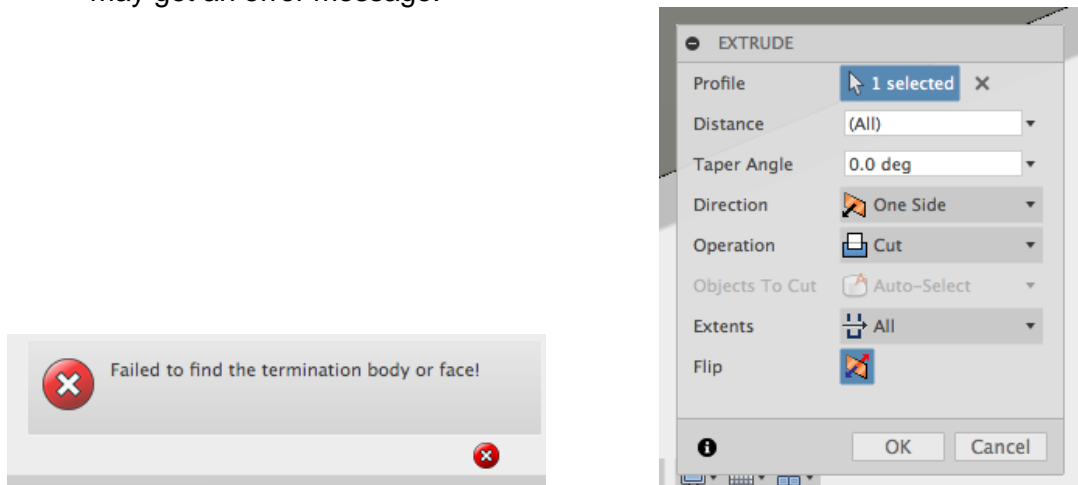 may get an error message.
EXTRUDE
Profile 1 selected
Distance (All)
Taper Angle 0.0 deg
Direction One Side
Operation Cut
Objects To Cut Auto-Select
Extents All
Flip
OK Cancel
Failed to find the termination body or face!